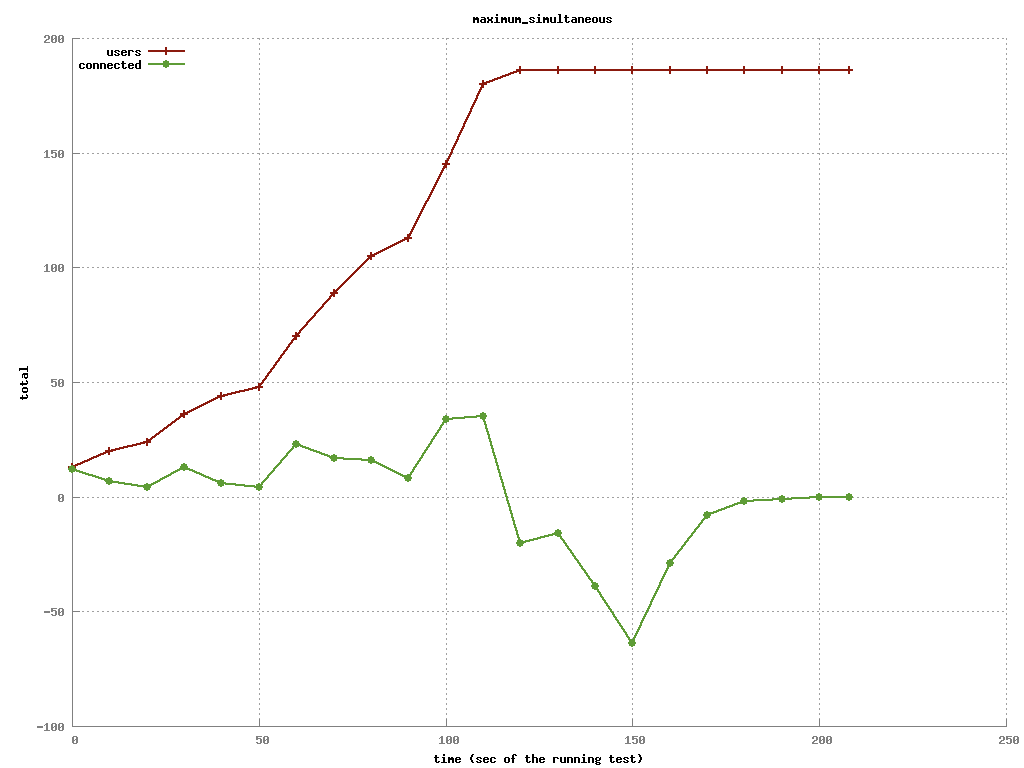 maximum_simultaneous
200
users
connected
150
100
total
50
0
-50
-100
0 50 100 150 200 250
time (sec of the running test)